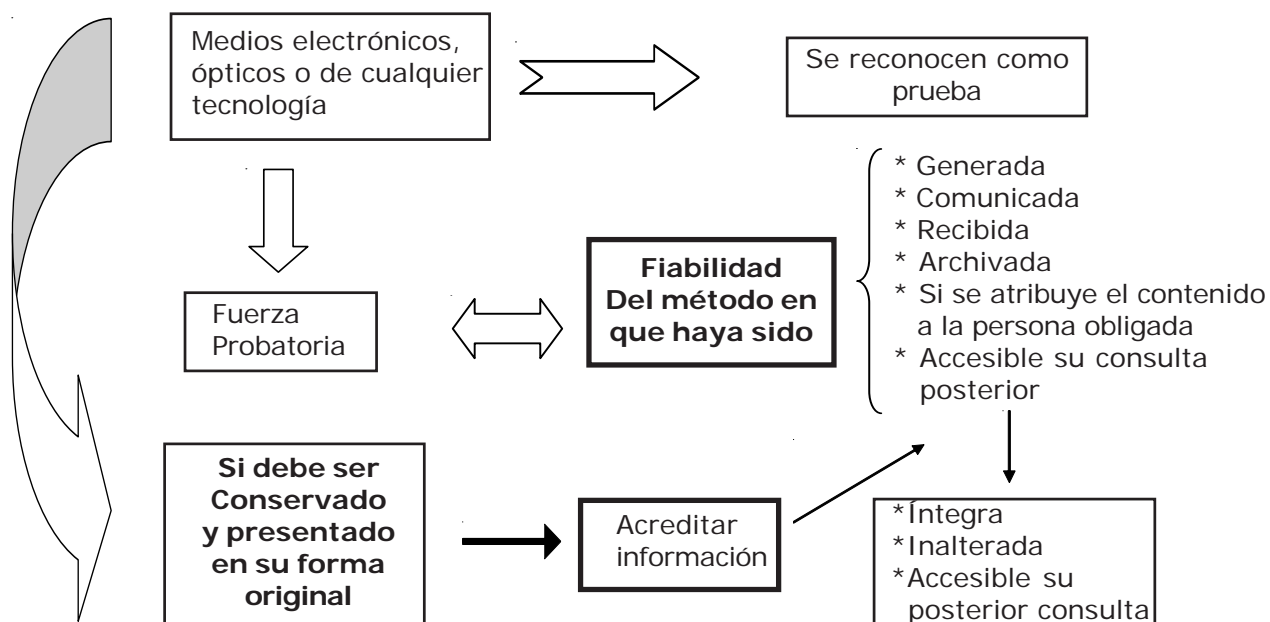 Medios electrónicos,
ópticos o de cualquier
tecnología
Se reconocen como
prueba
* Generada
* Comunicada
* Recibida
* Archivada
* Si se atribuye el contenido
a la persona obligada
* Accesible su consulta
posterior
Fiabilidad
Del método en
que haya sido
Fuerza
Probatoria
Si debe ser
Conservado
y presentado
en su forma
original
Acreditar
información
*Íntegra
*Inalterada
*Accesible su
posterior consulta